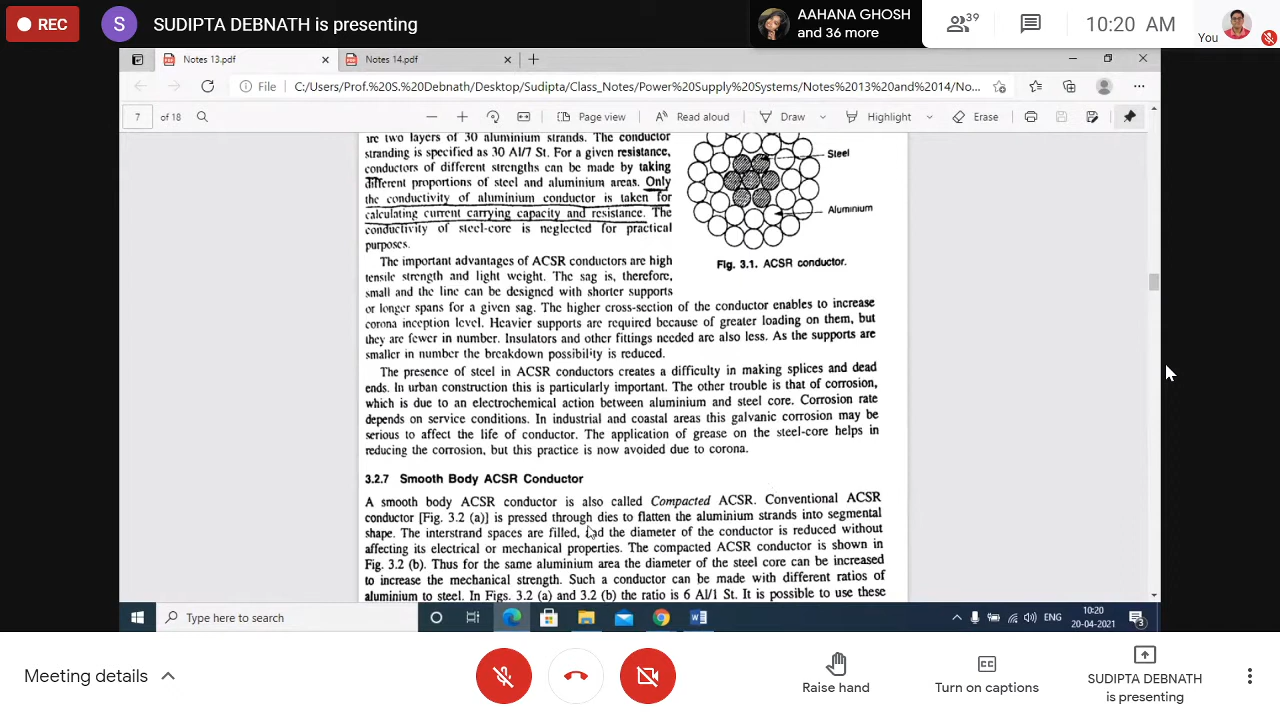 REC
S
SUDIPTA DEBNATH is presenting
AAHANA GHOSH
and 36 more
39
10:20 AM
You
Notes 13.pdf
Notes 14.pdf
File
C:/Users/Prof.%20S.%20Debnath/Desktop/Sudipta/Class_Notes/Power%20Supply%20Systems/Notes%2013%20and%2014/No...
7 of 18
Page view
Read aloud
Draw
Highlight
Erase
are two layers of 30 aluminium strands. The conductor
stranding is specified as 30 Al/7 St. For a given resistance,
conductors of different strengths can be made by taking
different proportions of steel and aluminium areas. Only
the conductivity of aluminium conductor is taken for
calculating current carrying capacity and resistance. The
conductivity of steel-core is neglected for practical
purposes.
Steel
Aluminium
Fig. 3.1. ACSR conductor.
The important advantages of ACSR conductors are high
tensile strength and light weight. The sag is, therefore,
small and the line can be designed with shorter supports
or longer spans for a given sag. The higher cross-section of the conductor enables to increase
corona inception level. Heavier supports are required because of greater loading on them, but
they are fewer in number. Insulators and other fittings needed are also less. As the supports are
smaller in number the breakdown possibility is reduced.
The presence of steel in ACSR conductors creates a difficulty in making splices and dead
ends. In urban construction this is particularly important. The other trouble is that of corrosion,
which is due to an electrochemical action between aluminium and steel core. Corrosion rate
depends on service conditions. In industrial and coastal areas this galvanic corrosion may be
serious to affect the life of conductor. The application of grease on the steel-core helps in
reducing the corrosion, but this practice is now avoided due to corona.
3.2.7 Smooth Body ACSR Conductor
A smooth body ACSR conductor is also called Compacted ACSR. Conventional ACSR
conductor [Fig. 3.2 (a)] is pressed through dies to flatten the aluminium strands into segmental
shape. The interstrand spaces are filled, and the diameter of the conductor is reduced without
affecting its electrical or mechanical properties. The compacted ACSR conductor is shown in
Fig. 3.2 (b). Thus for the same aluminium area the diameter of the steel core can be increased
to increase the mechanical strength. Such a conductor can be made with different ratios of
aluminium to steel. In Figs. 3.2 (a) and 3.2 (b) the ratio is 6 Al/1 St. It is possible to use these
Type here to search
ENG
10:20
20-04-2021
3
Meeting details
Raise hand
Turn on captions
SUDIPTA DEBNATH
is presenting